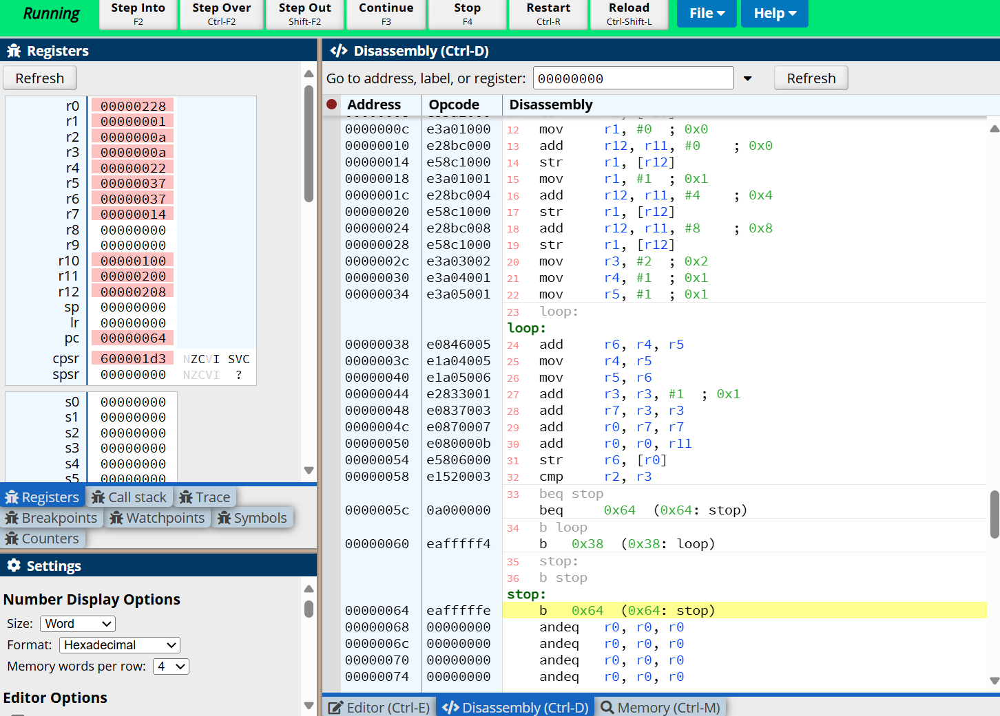 Running
Step Into F2
Step Over Ctrl-F2
Step Out Shift-F2
Continue F3
Stop F4
Restart Ctrl-R
Reload Ctrl-Shift-L
File
Help
Registers
Refresh
r0 00000228
r1 00000001
r2 0000000a
r3 0000000a
r4 00000022
r5 00000037
r6 00000037
r7 00000014
r8 00000000
r9 00000000
r10 00000100
r11 00000200
r12 00000208
sp 00000000
lr 00000000
pc 00000064
cpsr 600001d3 NZCVI SVC
spsr 00000000 NZCVI ?
s0 00000000
s1 00000000
s2 00000000
s3 00000000
s4 00000000
s5 00000000
Registers Call stack Trace
Breakpoints Watchpoints Symbols
Counters
Settings
Number Display Options
Size: Word
Format: Hexadecimal
Memory words per row: 4
Editor Options
Disassembly (Ctrl-D)
Go to address, label, or register: 00000000 Refresh
Address Opcode Disassembly
0000000c e3a01000 12 mov r1, #0 ; 0x0
00000010 e28bc000 13 add r12, r11, #0 ; 0x0
00000014 e58c1000 14 str r1, [r12]
00000018 e3a01001 15 mov r1, #1 ; 0x1
0000001c e28bc004 16 add r12, r11, #4 ; 0x4
00000020 e58c1000 17 str r1, [r12]
00000024 e28bc008 18 add r12, r11, #8 ; 0x8
00000028 e58c1000 19 str r1, [r12]
0000002c e3a03002 20 mov r3, #2 ; 0x2
00000030 e3a04001 21 mov r4, #1 ; 0x1
00000034 e3a05001 22 mov r5, #1 ; 0x1
23 loop:
loop:
00000038 e0846005 24 add r6, r4, r5
0000003c e1a04005 25 mov r4, r5
00000040 e1a05006 26 mov r5, r6
00000044 e2833001 27 add r3, r3, #1 ; 0x1
00000048 e0837003 28 add r7, r3, r3
0000004c e0870007 29 add r0, r7, r7
00000050 e080000b 30 add r0, r0, r11
00000054 e5806000 31 str r6, [r0]
00000058 e1520003 32 cmp r2, r3
33 beq stop
0000005c 0a000000 beq 0x64 (0x64: stop)
34 b loop
00000060 eafffff4 b 0x38 (0x38: loop)
35 stop:
36 b stop
stop:
00000064 eafffffe b 0x64 (0x64: stop)
00000068 00000000 andeq r0, r0, r0
0000006c 00000000 andeq r0, r0, r0
00000070 00000000 andeq r0, r0, r0
00000074 00000000 andeq r0, r0, r0
Editor (Ctrl-E) Disassembly (Ctrl-D) Memory (Ctrl-M)